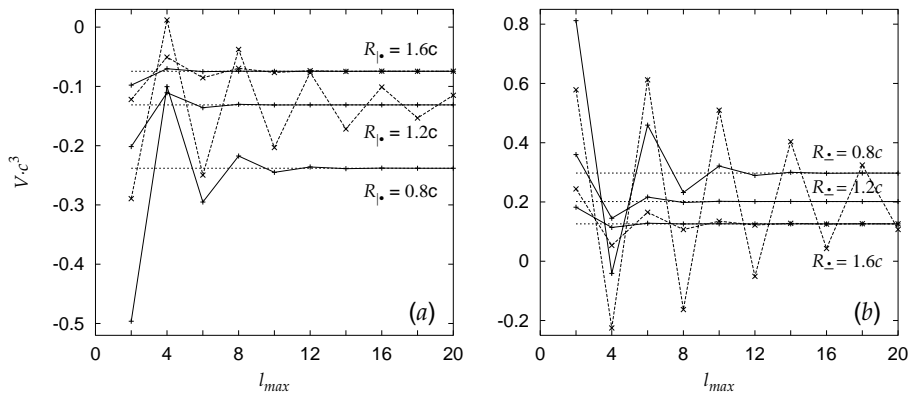 0
-0.1
-0.2
-0.3
-0.4
-0.5
V·c³
R|• = 1.6c
R|• = 1.2c
R|• = 0.8c
(a)
0 4 8 12 16 20
l_max
0.8
0.6
0.4
0.2
0
-0.2
R•̲ = 0.8c
R•̲ = 1.2c
R•̲ = 1.6c
(b)
0 4 8 12 16 20
l_max